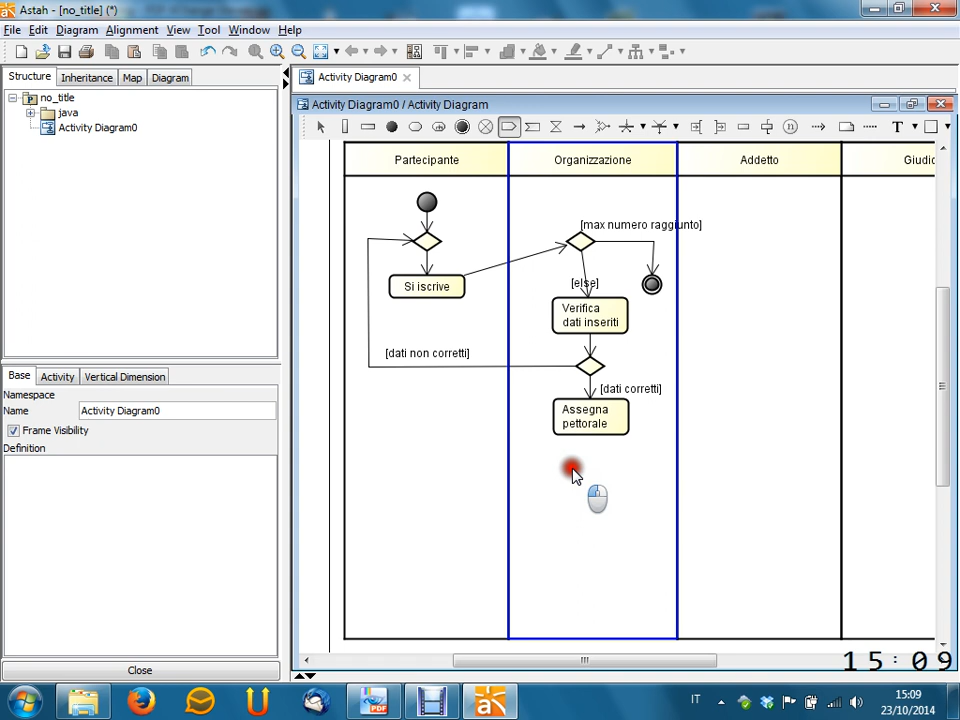 Astah - [no_title] (*)
File Edit Diagram Alignment View Tool Window Help
Structure Inheritance Map Diagram
no_title
java
Activity Diagram0
Activity Diagram0
Activity Diagram0 / Activity Diagram
T
Partecipante Organizzazione Addetto Giudic
[max numero raggiunto]
Si iscrive
[else]
Verifica
dati inseriti
[dati non corretti]
[dati corretti]
Assegna
pettorale
Base Activity Vertical Dimension
Namespace
Name Activity Diagram0
Frame Visibility
Definition
Close
15:09
IT
15:09
23/10/2014
PDF